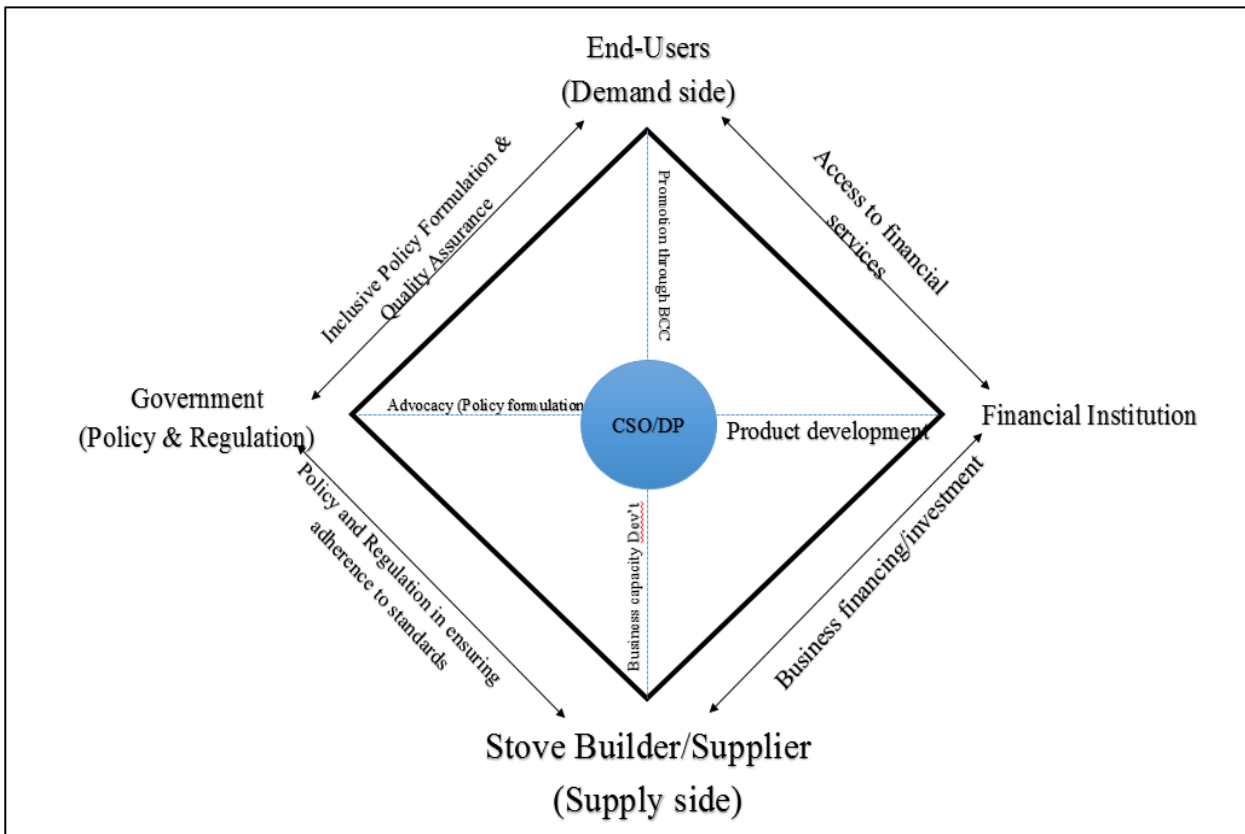 End-Users
(Demand side)
Inclusive Policy Formulation &
Quality Assurance
Access to financial
services
Promotion through BCC
Government
(Policy & Regulation)
Advocacy (Policy formulation
CSO/DP
Product development
Financial Institution
Policy and Regulation in ensuring
adherence to standards
Business capacity Dev't
Business financing/investment
Stove Builder/Supplier
(Supply side)